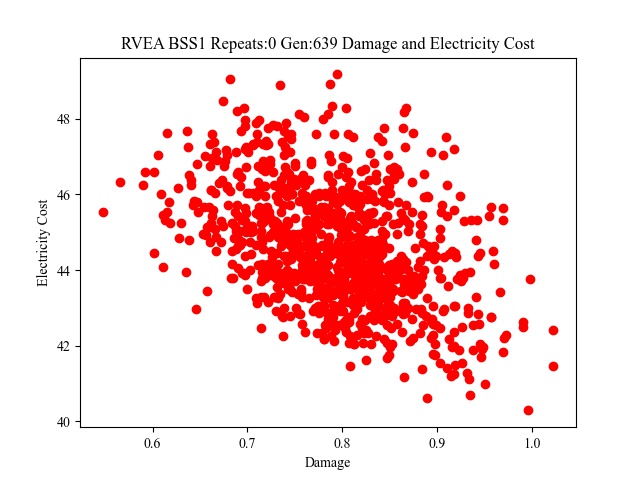 RVEA BSS1 Repeats:0 Gen:639 Damage and Electricity Cost
Electricity Cost
48
46
44
42
40
0.6 0.7 0.8 0.9 1.0
Damage